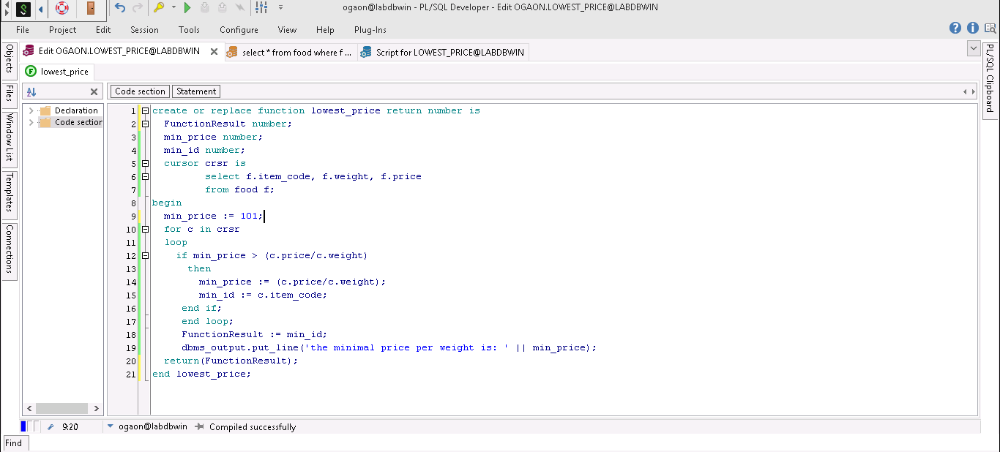 ogaon@labdbwin - PL/SQL Developer - Edit OGAON.LOWEST_PRICE@LABDBWIN
File Project Edit Session Tools Configure View Help Plug-Ins
Edit OGAON.LOWEST_PRICE@LABDBWIN select * from food where f ... Script for LOWEST_PRICE@LABDBWIN
Objects
Files
Window List
Templates
Connections
PL/SQL Clipboard
lowest_price
Code section Statement
Declaration
Code section
1 create or replace function lowest_price return number is
2 FunctionResult number;
3 min_price number;
4 min_id number;
5 cursor crsr is
6 select f.item_code, f.weight, f.price
7 from food f;
8 begin
9 min_price := 101;
10 for c in crsr
11 loop
12 if min_price > (c.price/c.weight)
13 then
14 min_price := (c.price/c.weight);
15 min_id := c.item_code;
16 end if;
17 end loop;
18 FunctionResult := min_id;
19 dbms_output.put_line('the minimal price per weight is: ' || min_price);
20 return(FunctionResult);
21 end lowest_price;
9:20 ogaon@labdbwin Compiled successfully
Find